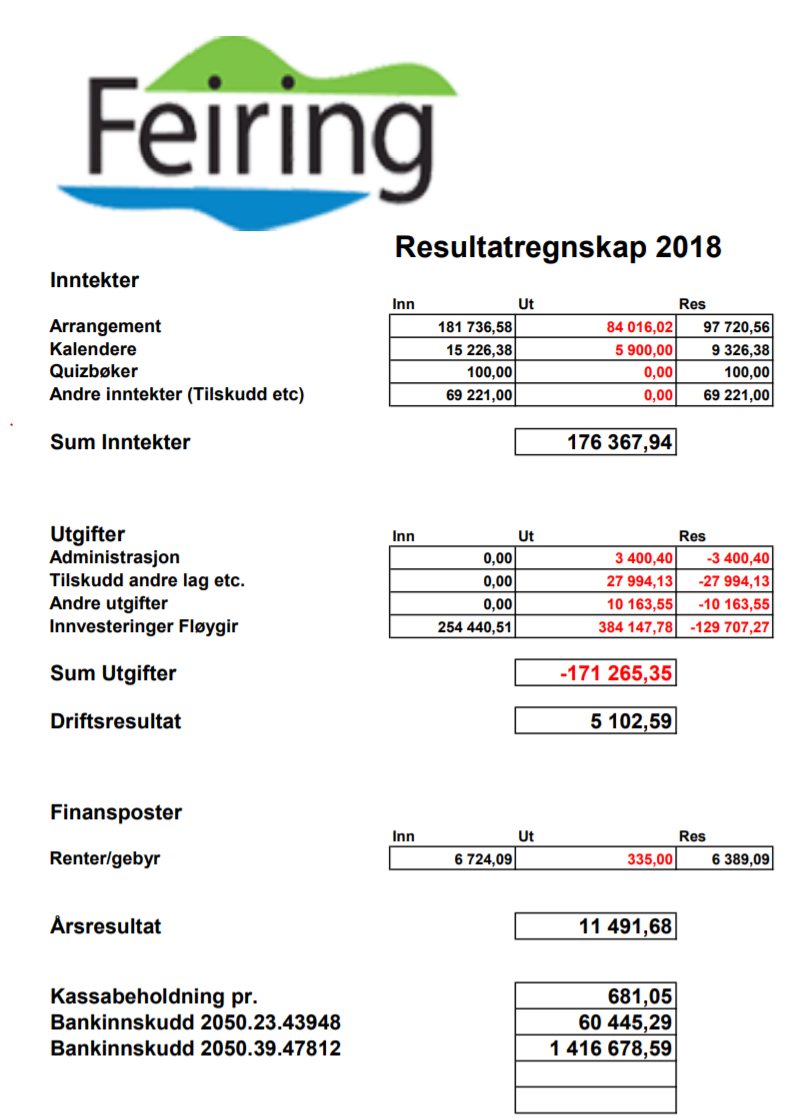 Feiring
Resultatregnskap 2018
Inntekter
Inn Ut Res
Arrangement 181 736,58 84 016,02 97 720,56
Kalendere 15 226,38 5 900,00 9 326,38
Quizbøker 100,00 0,00 100,00
Andre inntekter (Tilskudd etc) 69 221,00 0,00 69 221,00
Sum Inntekter 176 367,94
Utgifter Inn Ut Res
Administrasjon 0,00 3 400,40 -3 400,40
Tilskudd andre lag etc. 0,00 27 994,13 -27 994,13
Andre utgifter 0,00 10 163,55 -10 163,55
Innvesteringer Fløygir 254 440,51 384 147,78 -129 707,27
Sum Utgifter -171 265,35
Driftsresultat 5 102,59
Finansposter
Inn Ut Res
Renter/gebyr 6 724,09 335,00 6 389,09
Årsresultat 11 491,68
Kassabeholdning pr. 681,05
Bankinnskudd 2050.23.43948 60 445,29
Bankinnskudd 2050.39.47812 1 416 678,59